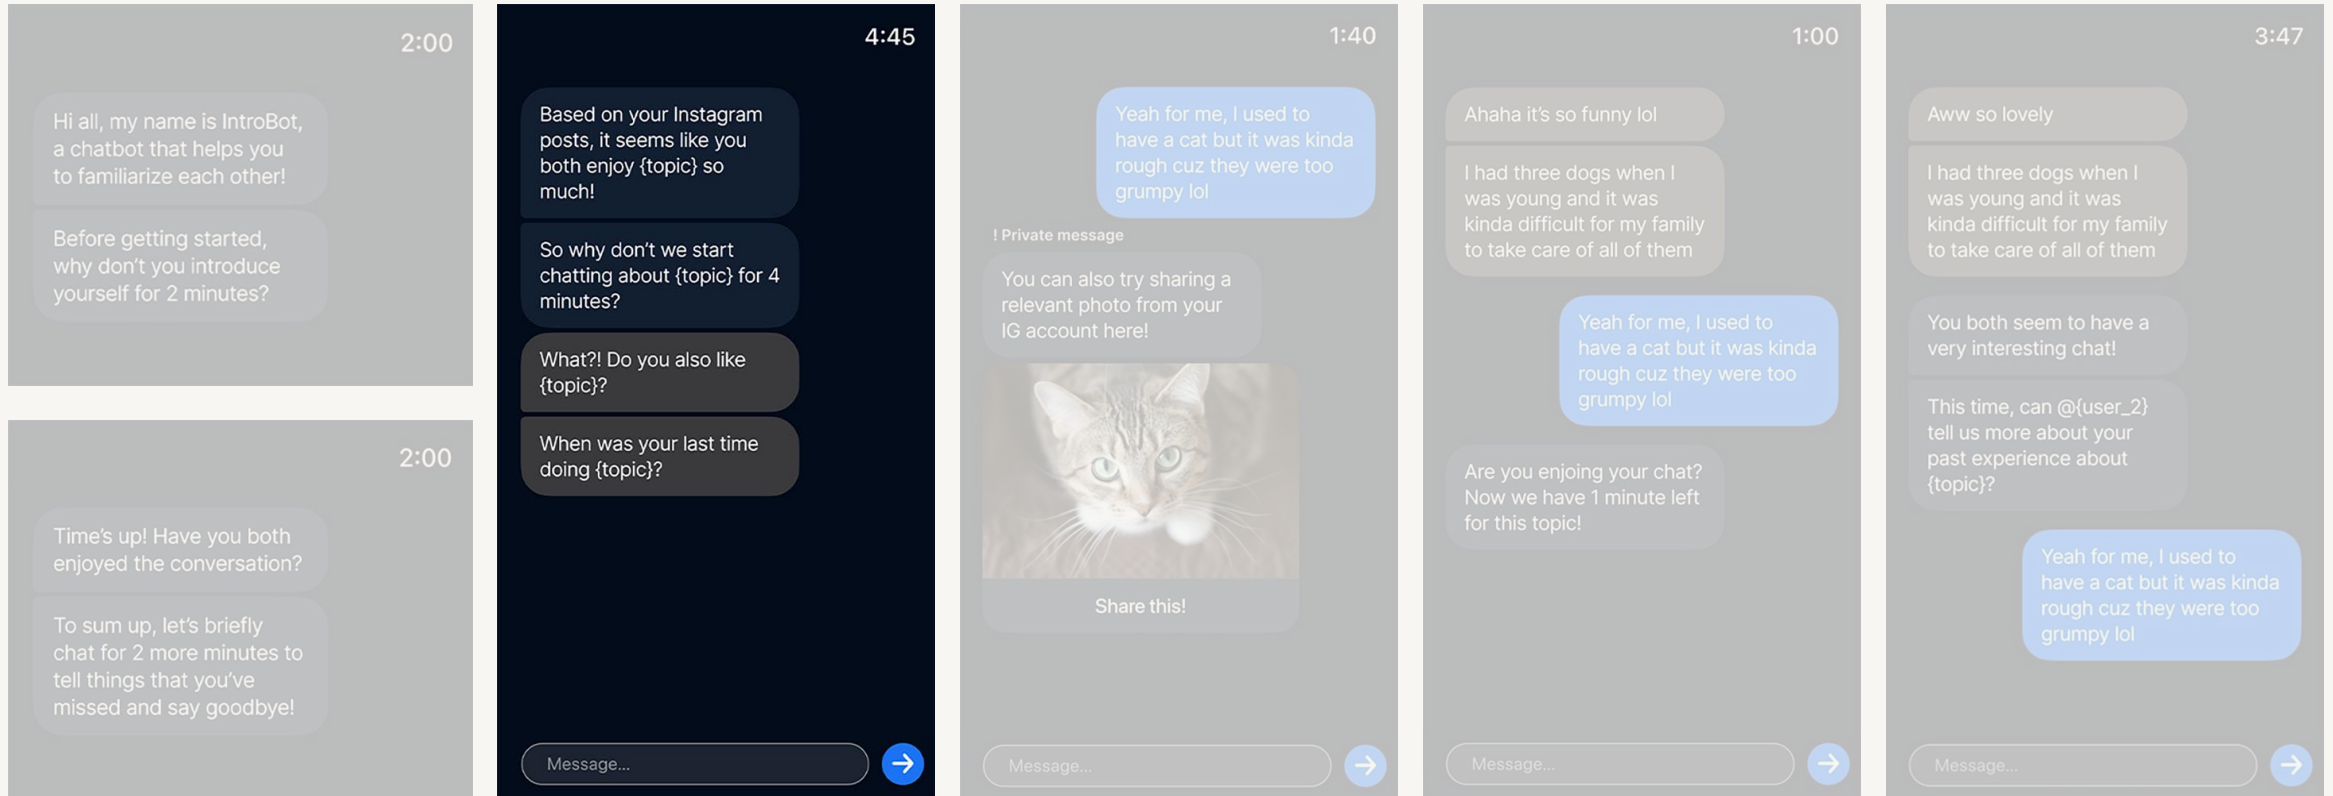 2:00
Hi all, my name is IntroBot,
a chatbot that helps you
to familiarize each other!
Before getting started,
why don't you introduce
yourself for 2 minutes?
2:00
Time's up! Have you both
enjoyed the conversation?
To sum up, let's briefly
chat for 2 more minutes to
tell things that you've
missed and say goodbye!
4:45
Based on your Instagram
posts, it seems like you
both enjoy {topic} so
much!
So why don't we start
chatting about {topic} for 4
minutes?
What?! Do you also like
{topic}?
When was your last time
doing {topic}?
Message...
1:40
Yeah for me, I used to
have a cat but it was kinda
rough cuz they were too
grumpy lol
! Private message
You can also try sharing a
relevant photo from your
IG account here!
Share this!
Message...
1:00
Ahaha it's so funny lol
I had three dogs when I
was young and it was
kinda difficult for my family
to take care of all of them
Yeah for me, I used to
have a cat but it was kinda
rough cuz they were too
grumpy lol
Are you enjoing your chat?
Now we have 1 minute left
for this topic!
Message...
3:47
Aww so lovely
I had three dogs when I
was young and it was
kinda difficult for my family
to take care of all of them
You both seem to have a
very interesting chat!
This time, can @{user_2}
tell us more about your
past experience about
{topic}?
Yeah for me, I used to
have a cat but it was kinda
rough cuz they were too
grumpy lol
Message...